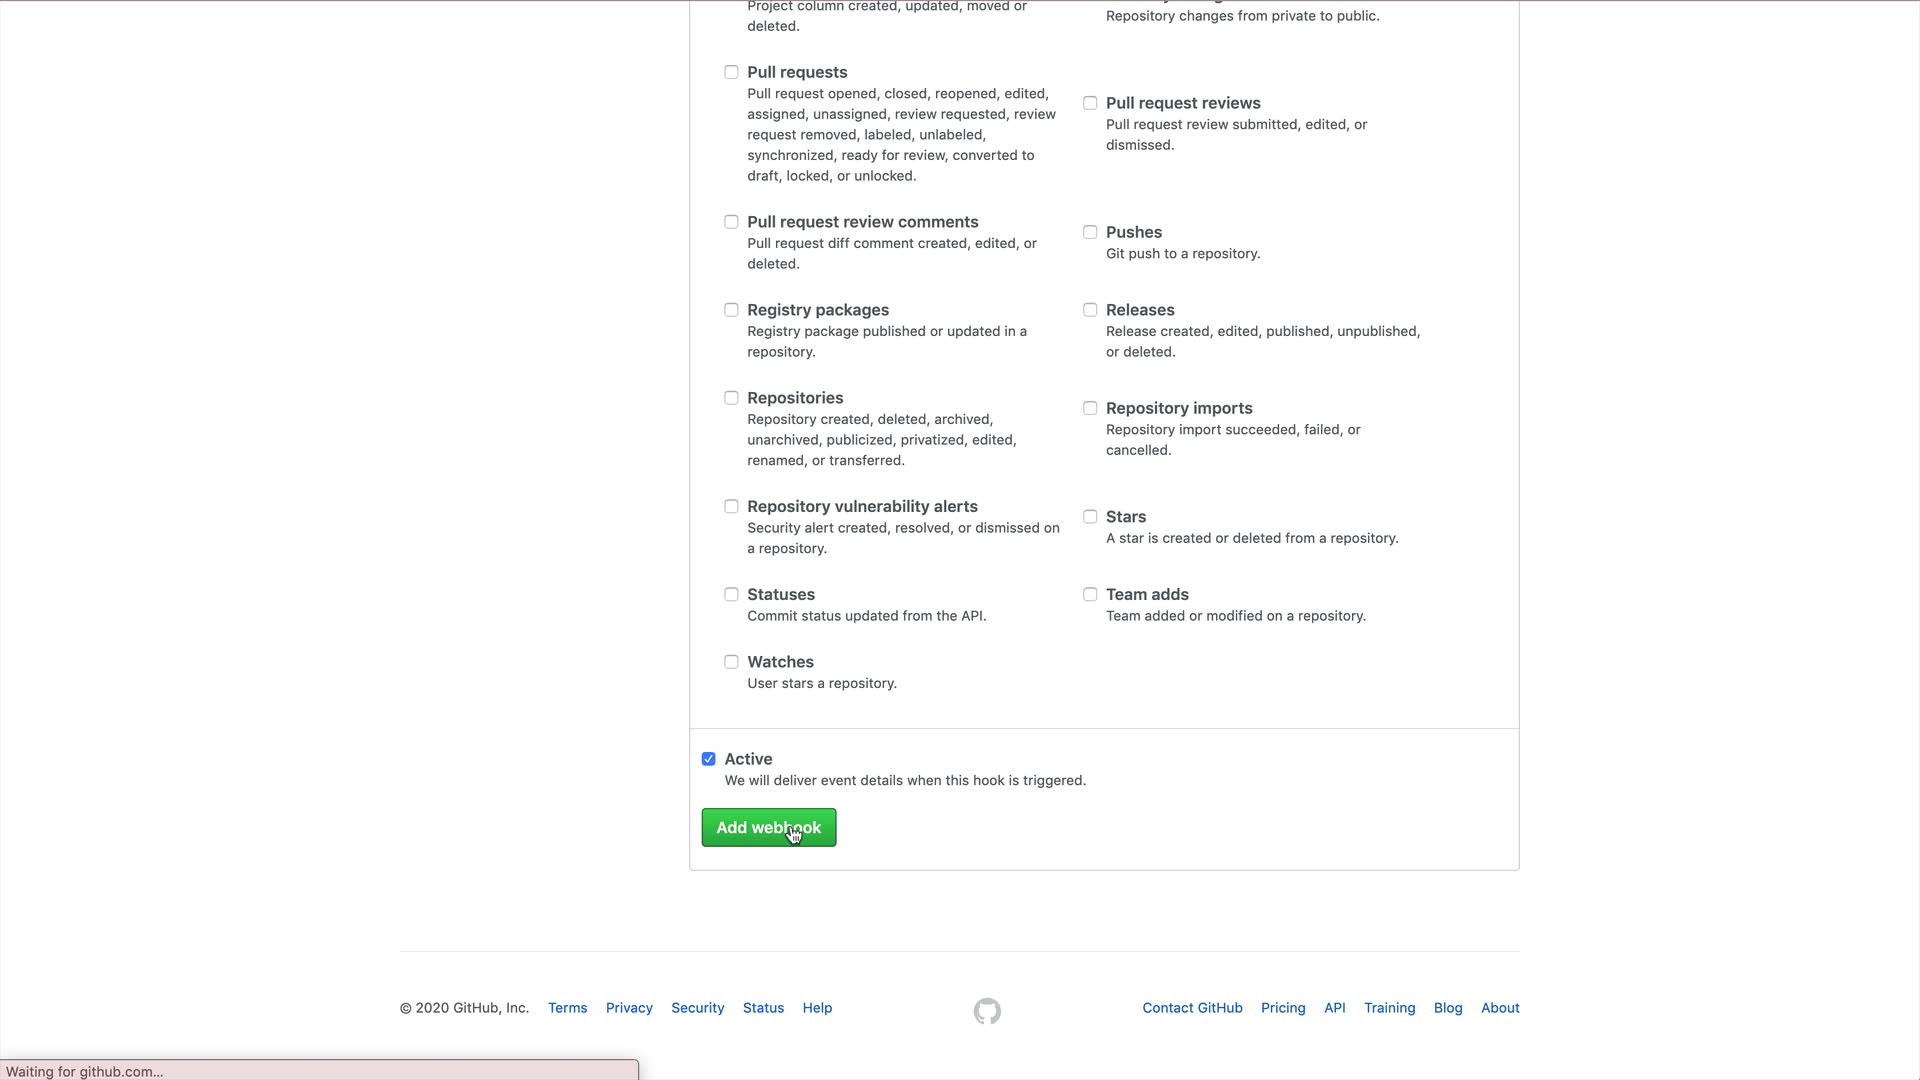 Project column created, updated, moved or
deleted.
Repository changes from private to public.
Pull requests
Pull request opened, closed, reopened, edited,
assigned, unassigned, review requested, review
request removed, labeled, unlabeled,
synchronized, ready for review, converted to
draft, locked, or unlocked.
Pull request reviews
Pull request review submitted, edited, or
dismissed.
Pull request review comments
Pull request diff comment created, edited, or
deleted.
Pushes
Git push to a repository.
Registry packages
Registry package published or updated in a
repository.
Releases
Release created, edited, published, unpublished,
or deleted.
Repositories
Repository created, deleted, archived,
unarchived, publicized, privatized, edited,
renamed, or transferred.
Repository imports
Repository import succeeded, failed, or
cancelled.
Repository vulnerability alerts
Security alert created, resolved, or dismissed on
a repository.
Stars
A star is created or deleted from a repository.
Statuses
Commit status updated from the API.
Team adds
Team added or modified on a repository.
Watches
User stars a repository.
Active
We will deliver event details when this hook is triggered.
Add webhook
© 2020 GitHub, Inc. Terms Privacy Security Status Help
Contact GitHub Pricing API Training Blog About
Waiting for github.com...